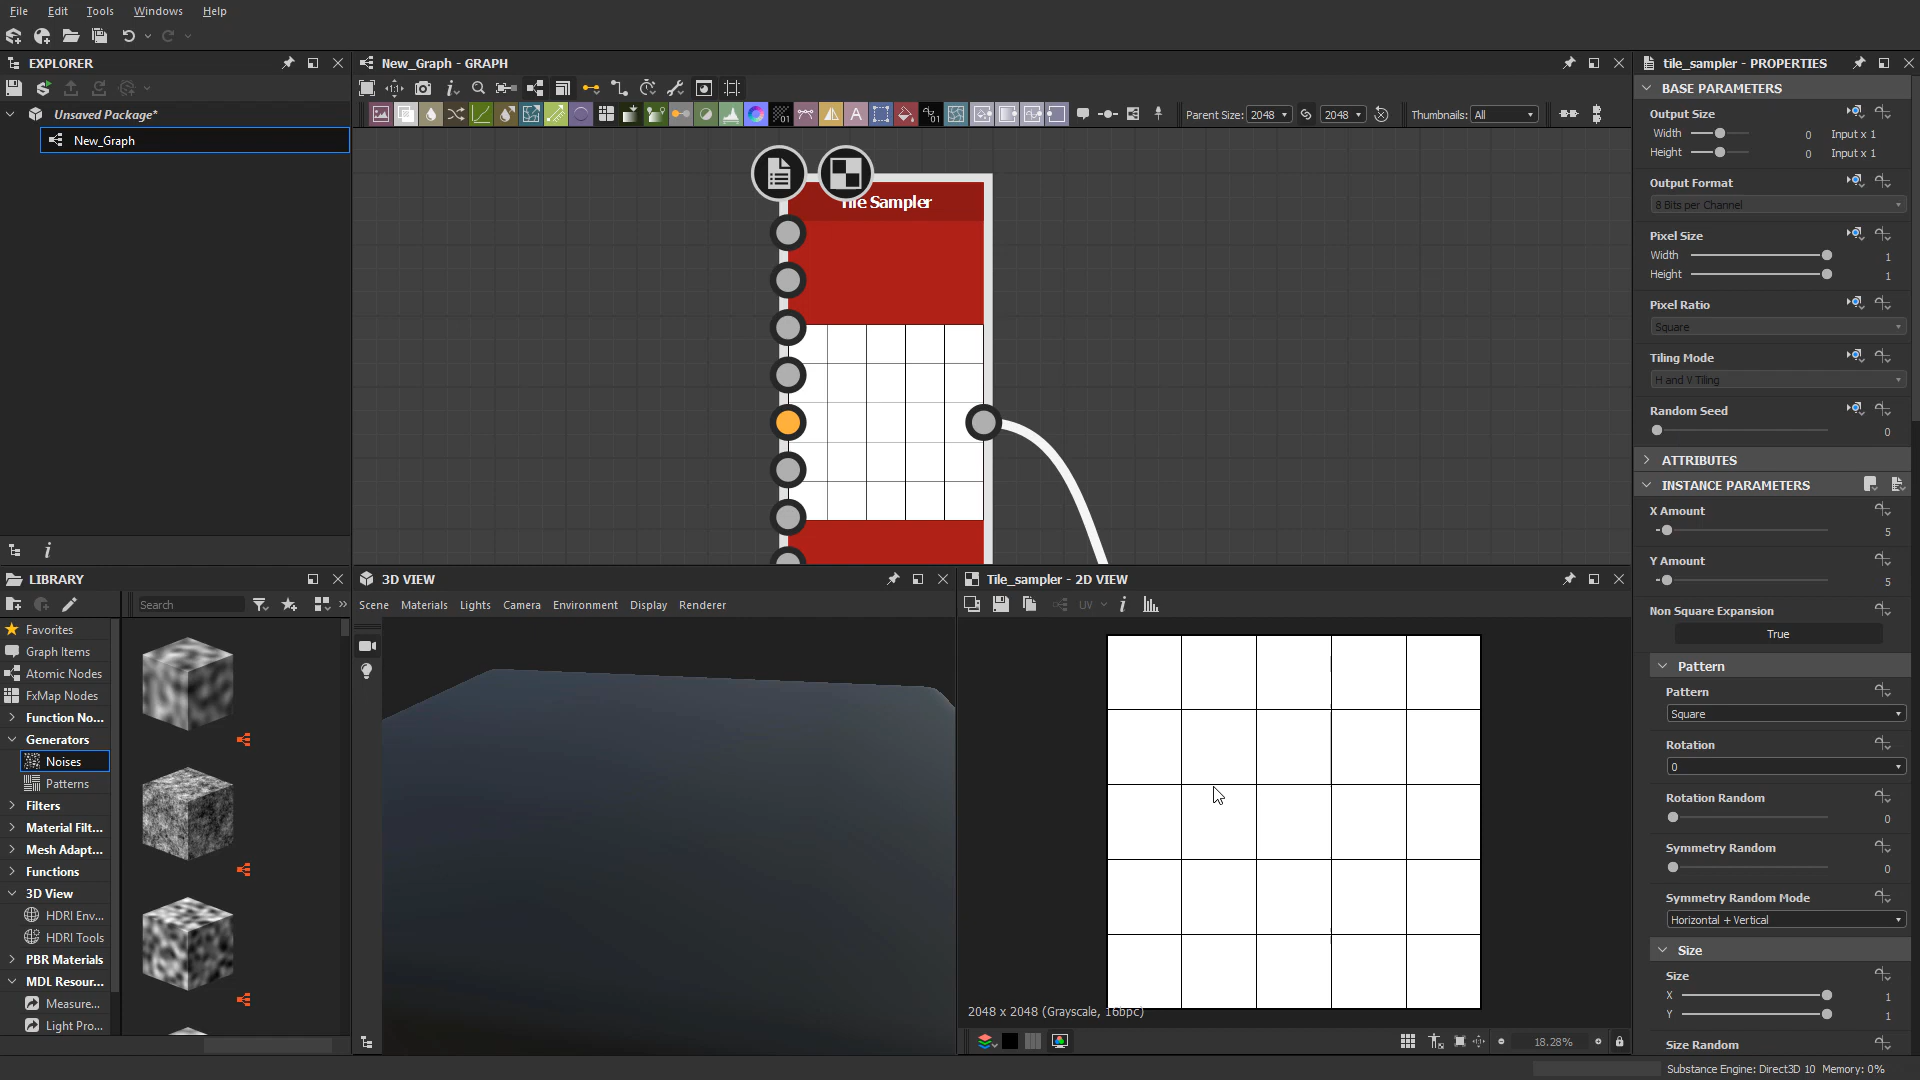 File Edit Tools Windows Help
EXPLORER
Unsaved Package*
New_Graph
New_Graph - GRAPH
Parent Size: 2048 2048 Thumbnails: All
Tile Sampler
tile_sampler - PROPERTIES
BASE PARAMETERS
Output Size
Width 0 Input x 1
Height 0 Input x 1
Output Format
8 Bits per Channel
Pixel Size
Width 1
Height 1
Pixel Ratio
Square
Tiling Mode
H and V Tiling
Random Seed
0
ATTRIBUTES
INSTANCE PARAMETERS
X Amount
5
Y Amount
5
Non Square Expansion
True
Pattern
Pattern
Square
Rotation
0
Rotation Random
0
Symmetry Random
0
Symmetry Random Mode
Horizontal + Vertical
Size
Size
X 1
Y 1
Size Random
LIBRARY
Search
Favorites
Graph Items
Atomic Nodes
FxMap Nodes
Function No...
Generators
Noises
Patterns
Filters
Material Filt...
Mesh Adapt...
Functions
3D View
HDRI Env...
HDRI Tools
PBR Materials
MDL Resour...
Measure...
Light Pro...
3D VIEW
Scene Materials Lights Camera Environment Display Renderer
Tile_sampler - 2D VIEW
UV
2048 x 2048 (Grayscale, 16bpc)
18.28%
Substance Engine: Direct3D 10 Memory: 0%